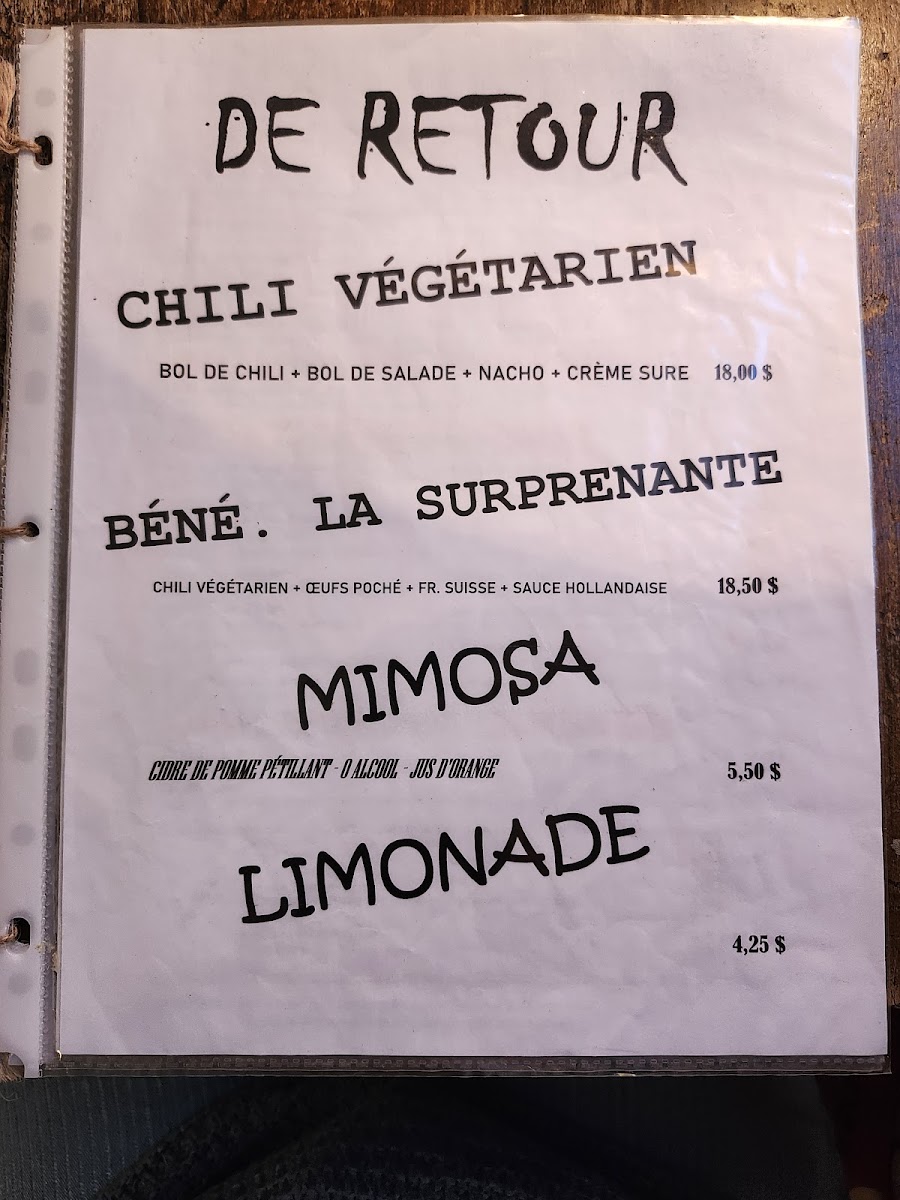 DE RETOUR
CHILI VÉGÉTARIEN
BOL DE CHILI + BOL DE SALADE + NACHO + CRÈME SURE 18,00 $
BÉNÉ. LA SURPRENANTE
CHILI VÉGÉTARIEN + ŒUFS POCHÉ + FR. SUISSE + SAUCE HOLLANDAISE 18,50 $
MIMOSA
CIDRE DE POMME PÉTILLANT - 0 ALCOOL - JUS D'ORANGE 5,50 $
LIMONADE
4,25 $